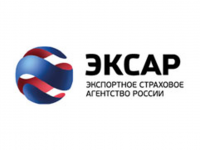 ЭКСАР
ЭКСПОРТНОЕ СТРАХОВОЕ
АГЕНТСТВО РОССИИ